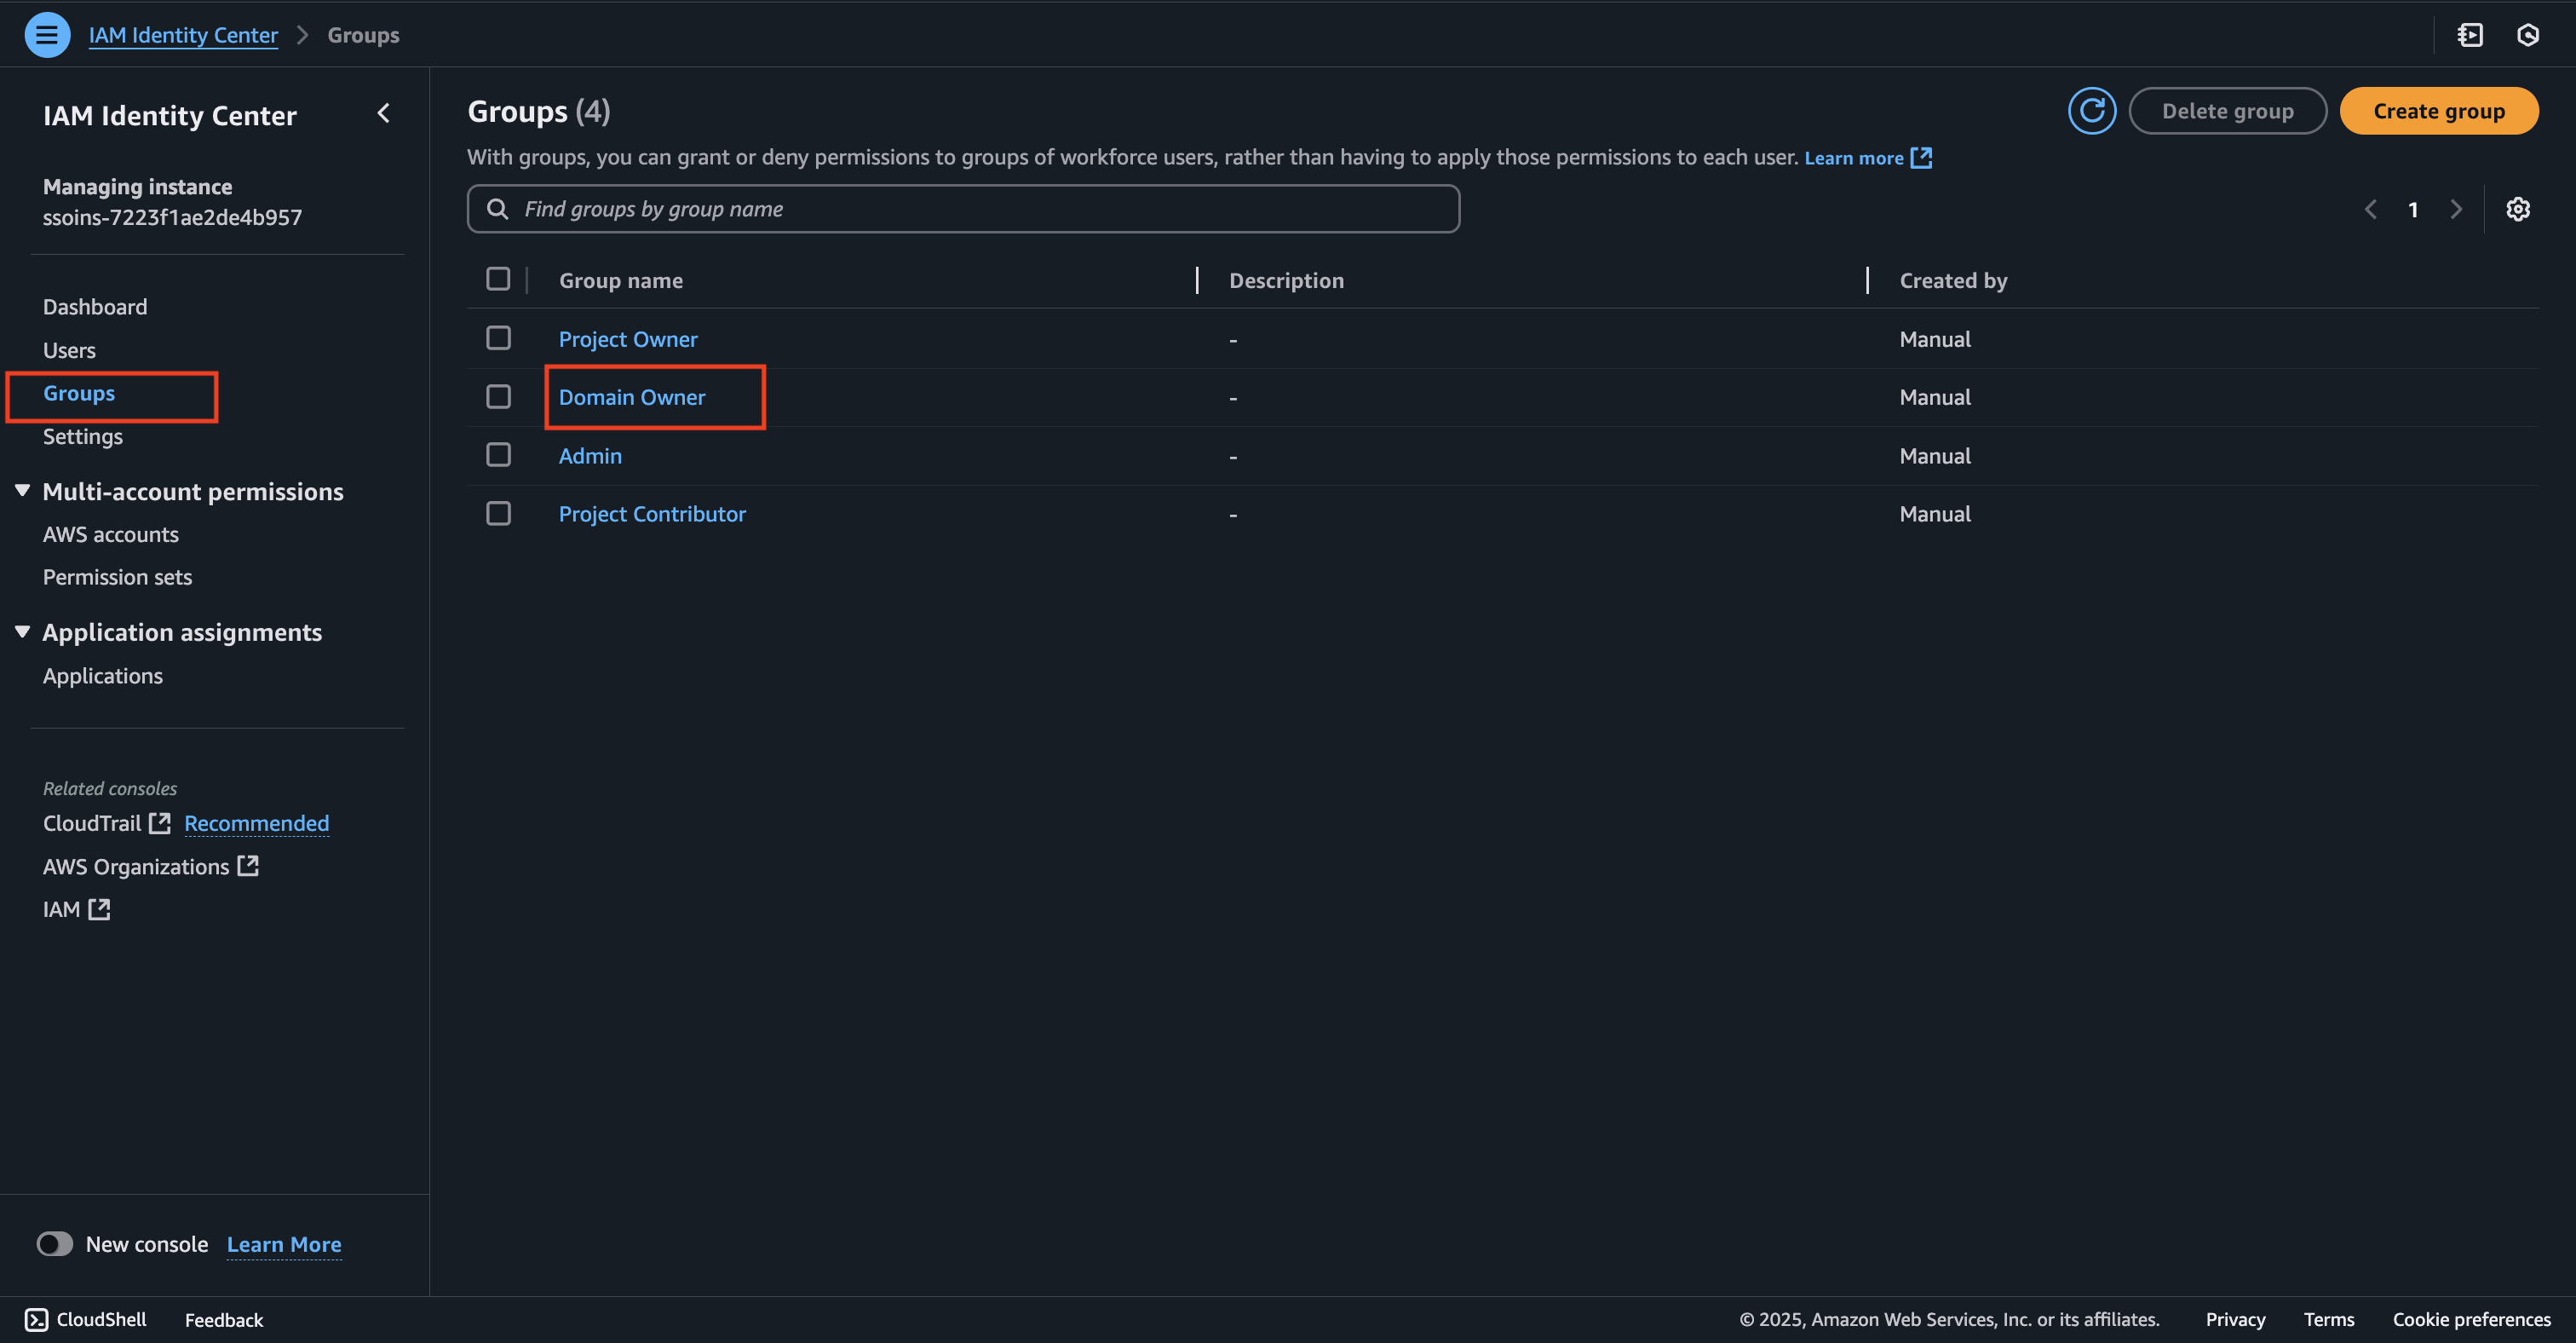 IAM Identity Center > Groups
IAM Identity Center
Managing instance
ssoins-7223f1ae2de4b957
Dashboard
Users
Groups
Settings
Multi-account permissions
AWS accounts
Permission sets
Application assignments
Applications
Related consoles
CloudTrail Recommended
AWS Organizations
IAM
New console Learn More
Groups (4)
Delete group
Create group
With groups, you can grant or deny permissions to groups of workforce users, rather than having to apply those permissions to each user. Learn more
Find groups by group name
1
Group name Description Created by
Project Owner - Manual
Domain Owner - Manual
Admin - Manual
Project Contributor - Manual
CloudShell Feedback © 2025, Amazon Web Services, Inc. or its affiliates. Privacy Terms Cookie preferences